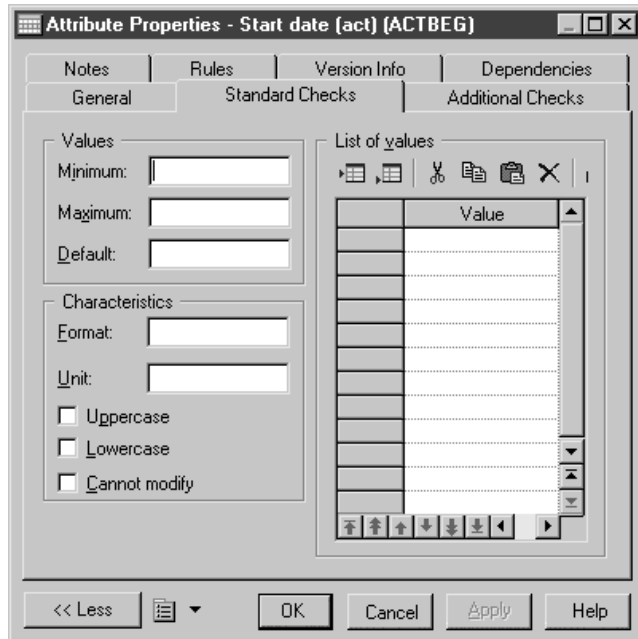 Attribute Properties - Start date (act) (ACTBEG)
Notes Rules Version Info Dependencies
General Standard Checks Additional Checks
Values
Minimum:
Maximum:
Default:
Characteristics
Format:
Unit:
Uppercase
Lowercase
Cannot modify
List of values
Value
<< Less OK Cancel Apply Help